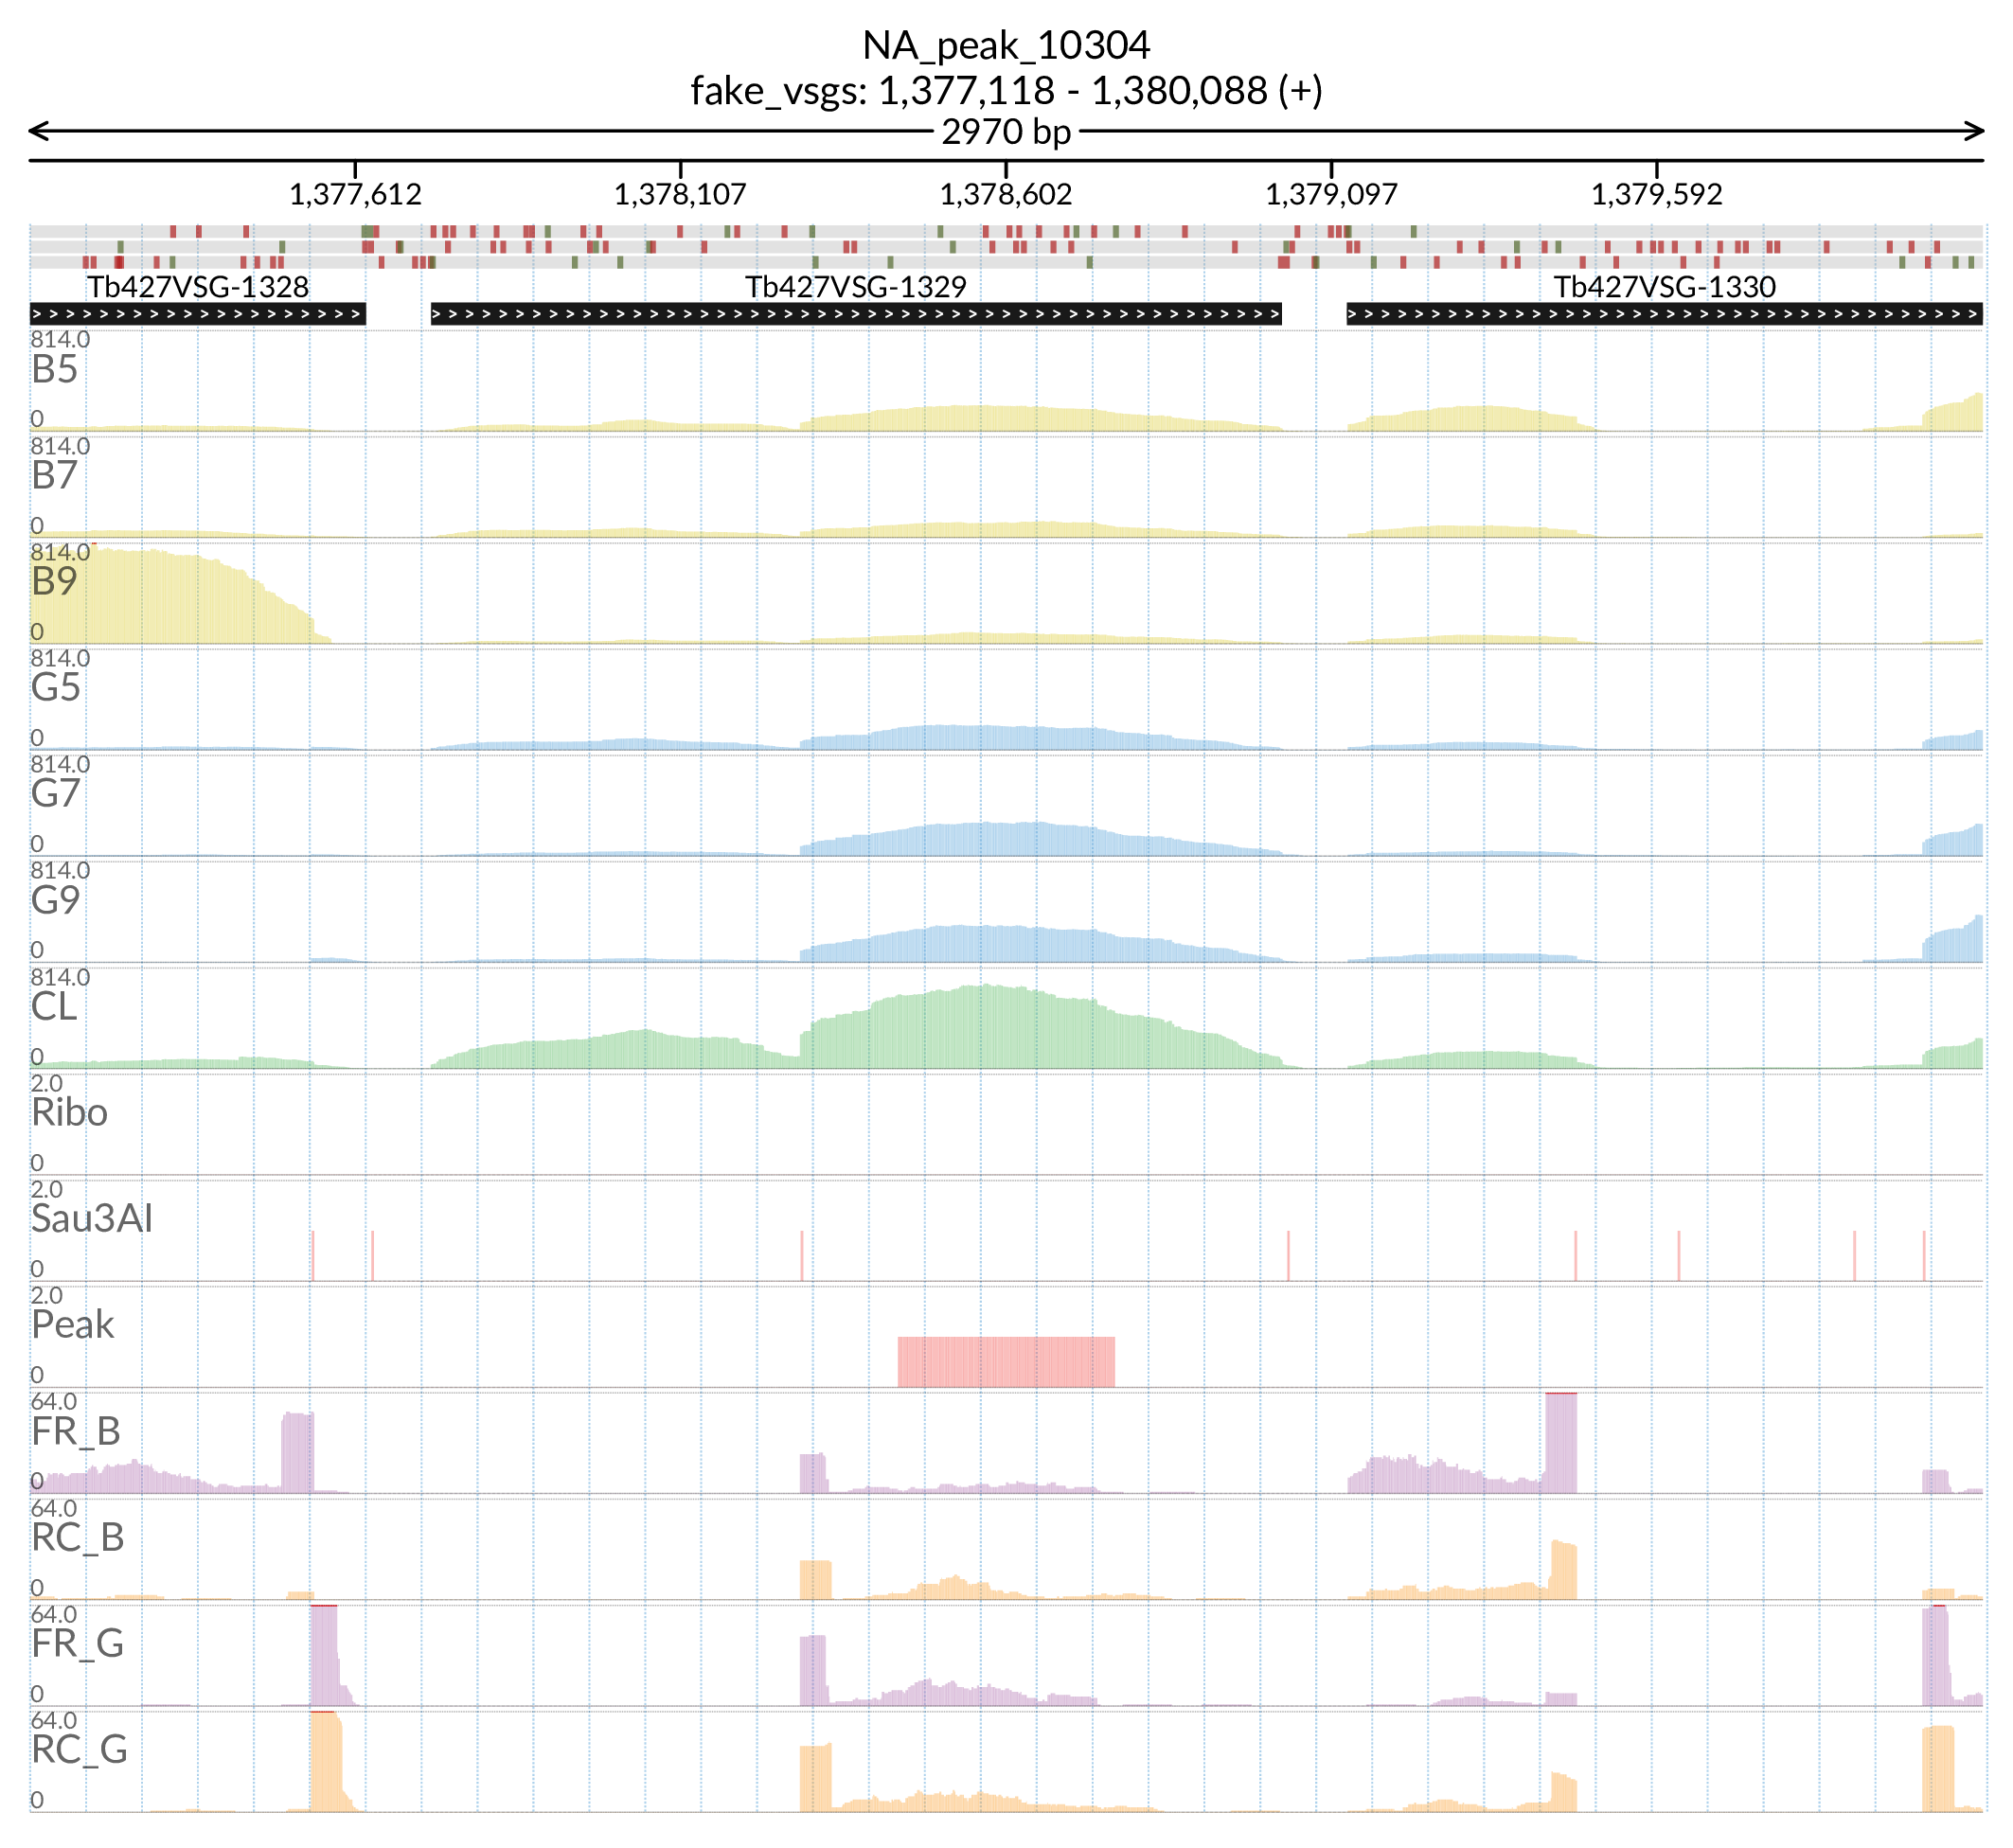 NA_peak_10304
fake_vsgs: 1,377,118 - 1,380,088 (+)
2970 bp
1,377,612 1,378,107 1,378,602 1,379,097 1,379,592
Tb427VSG-1328 Tb427VSG-1329 Tb427VSG-1330
814.0
B5
0
814.0
B7
0
814.0
B9
0
814.0
G5
0
814.0
G7
0
814.0
G9
0
814.0
CL
0
2.0
Ribo
0
2.0
Sau3AI
0
2.0
Peak
0
64.0
FR_B
0
64.0
RC_B
0
64.0
FR_G
0
64.0
RC_G
0